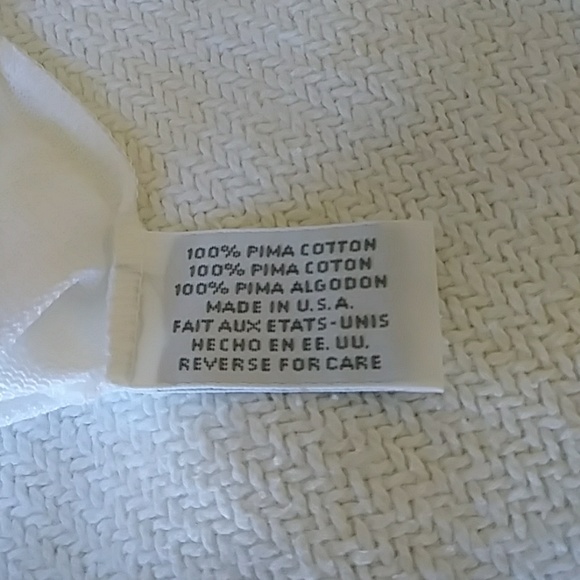 100% PIMA COTTON
100% PIMA COTON
100% PIMA ALGODON
MADE IN U.S.A.
FAIT AUX ETATS-UNIS
HECHO EN EE. UU.
REVERSE FOR CARE